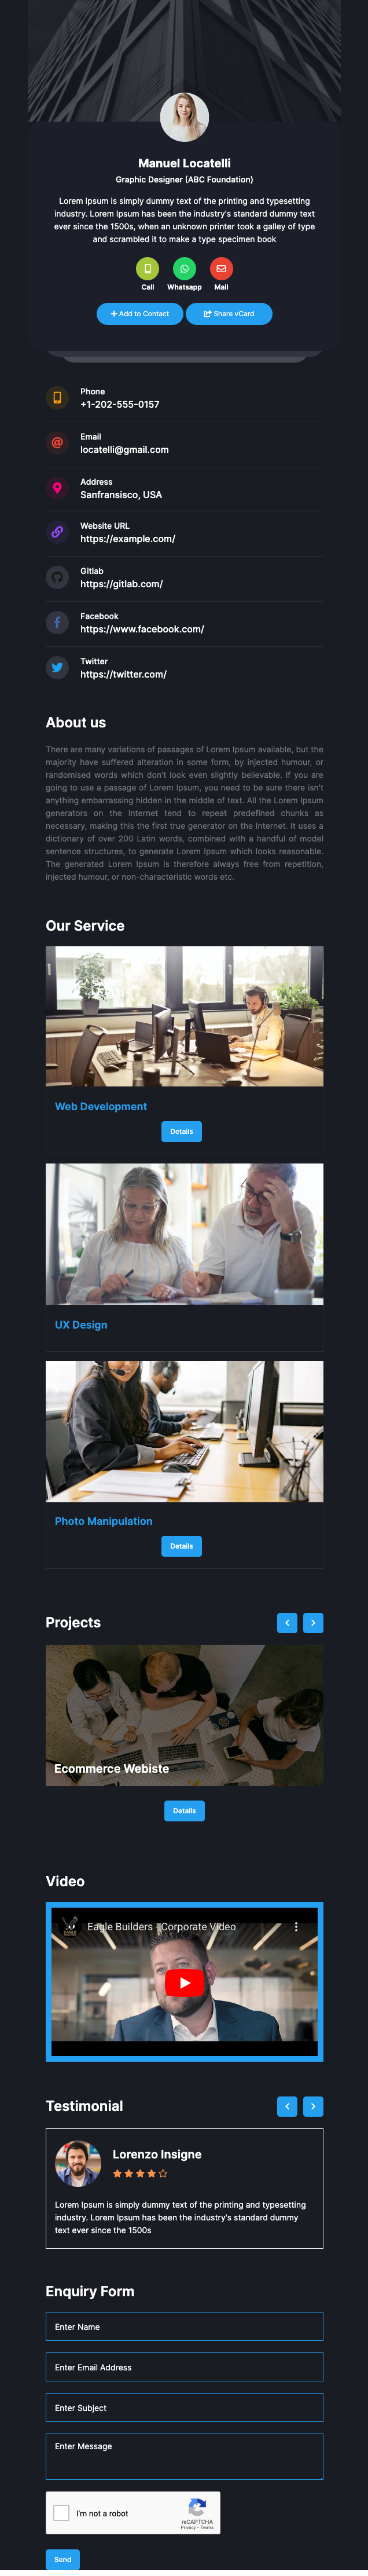 Manuel Locatelli
Graphic Designer (ABC Foundation)
Lorem Ipsum is simply dummy text of the printing and typesetting
industry. Lorem Ipsum has been the industry's standard dummy text
ever since the 1500s, when an unknown printer took a galley of type
and scrambled it to make a type specimen book
Call Whatsapp Mail
Add to Contact Share vCard
Phone
+1-202-555-0157
Email
locatelli@gmail.com
Address
Sanfransisco, USA
Website URL
https://example.com/
Gitlab
https://gitlab.com/
Facebook
https://www.facebook.com/
Twitter
https://twitter.com/
About us
There are many variations of passages of Lorem Ipsum available, but the
majority have suffered alteration in some form, by injected humour, or
randomised words which don't look even slightly believable. If you are
going to use a passage of Lorem Ipsum, you need to be sure there isn't
anything embarrassing hidden in the middle of text. All the Lorem Ipsum
generators on the Internet tend to repeat predefined chunks as
necessary, making this the first true generator on the Internet. It uses a
dictionary of over 200 Latin words, combined with a handful of model
sentence structures, to generate Lorem Ipsum which looks reasonable.
The generated Lorem Ipsum is therefore always free from repetition,
injected humour, or non-characteristic words etc.
Our Service
Web Development
Details
UX Design
Photo Manipulation
Details
Projects
Ecommerce Webiste
Details
Video
EAGLE
Eagle Builders - Corporate Video
Testimonial
Lorenzo Insigne
Lorem Ipsum is simply dummy text of the printing and typesetting
industry. Lorem Ipsum has been the industry's standard dummy
text ever since the 1500s
Enquiry Form
Enter Name
Enter Email Address
Enter Subject
Enter Message
I'm not a robot
reCAPTCHA
Privacy - Terms
Send